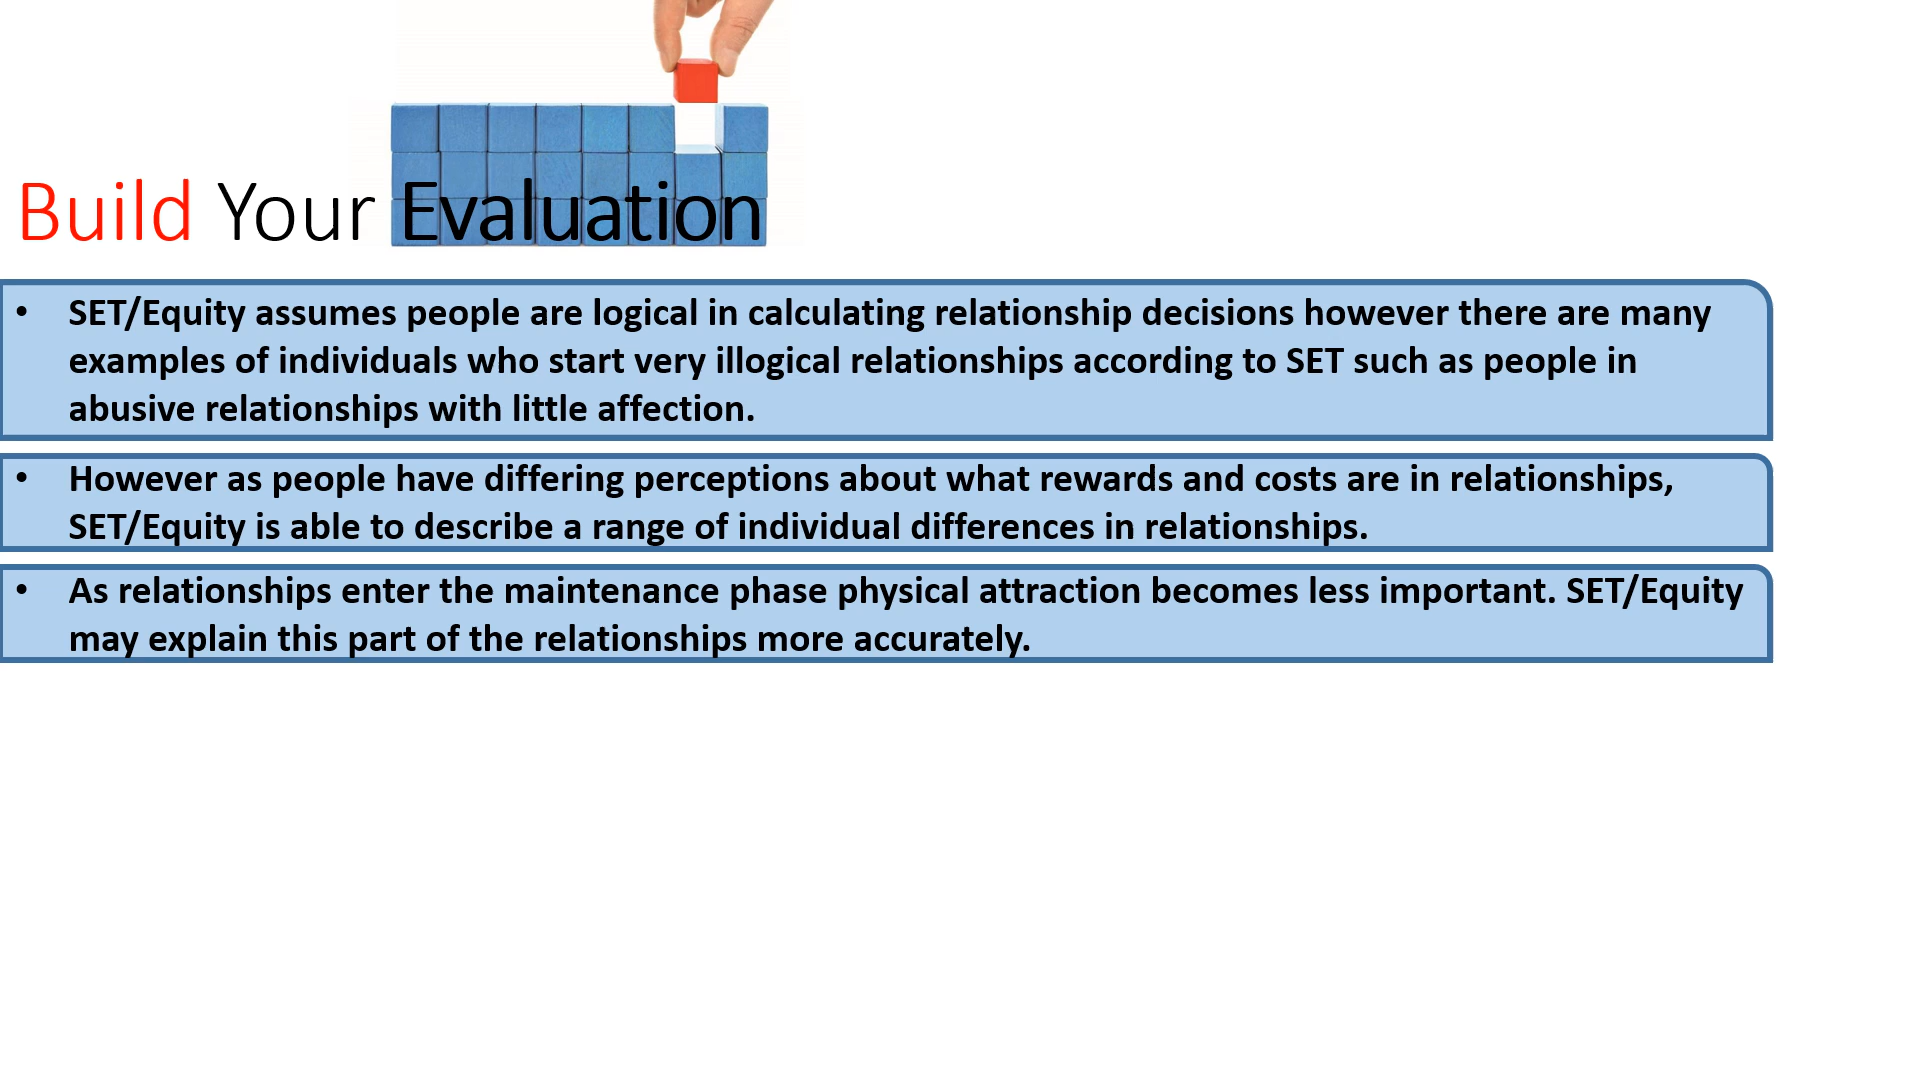 Build Your Evaluation
• SET/Equity assumes people are logical in calculating relationship decisions however there are many
examples of individuals who start very illogical relationships according to SET such as people in
abusive relationships with little affection.
• However as people have differing perceptions about what rewards and costs are in relationships,
SET/Equity is able to describe a range of individual differences in relationships.
• As relationships enter the maintenance phase physical attraction becomes less important. SET/Equity
may explain this part of the relationships more accurately.